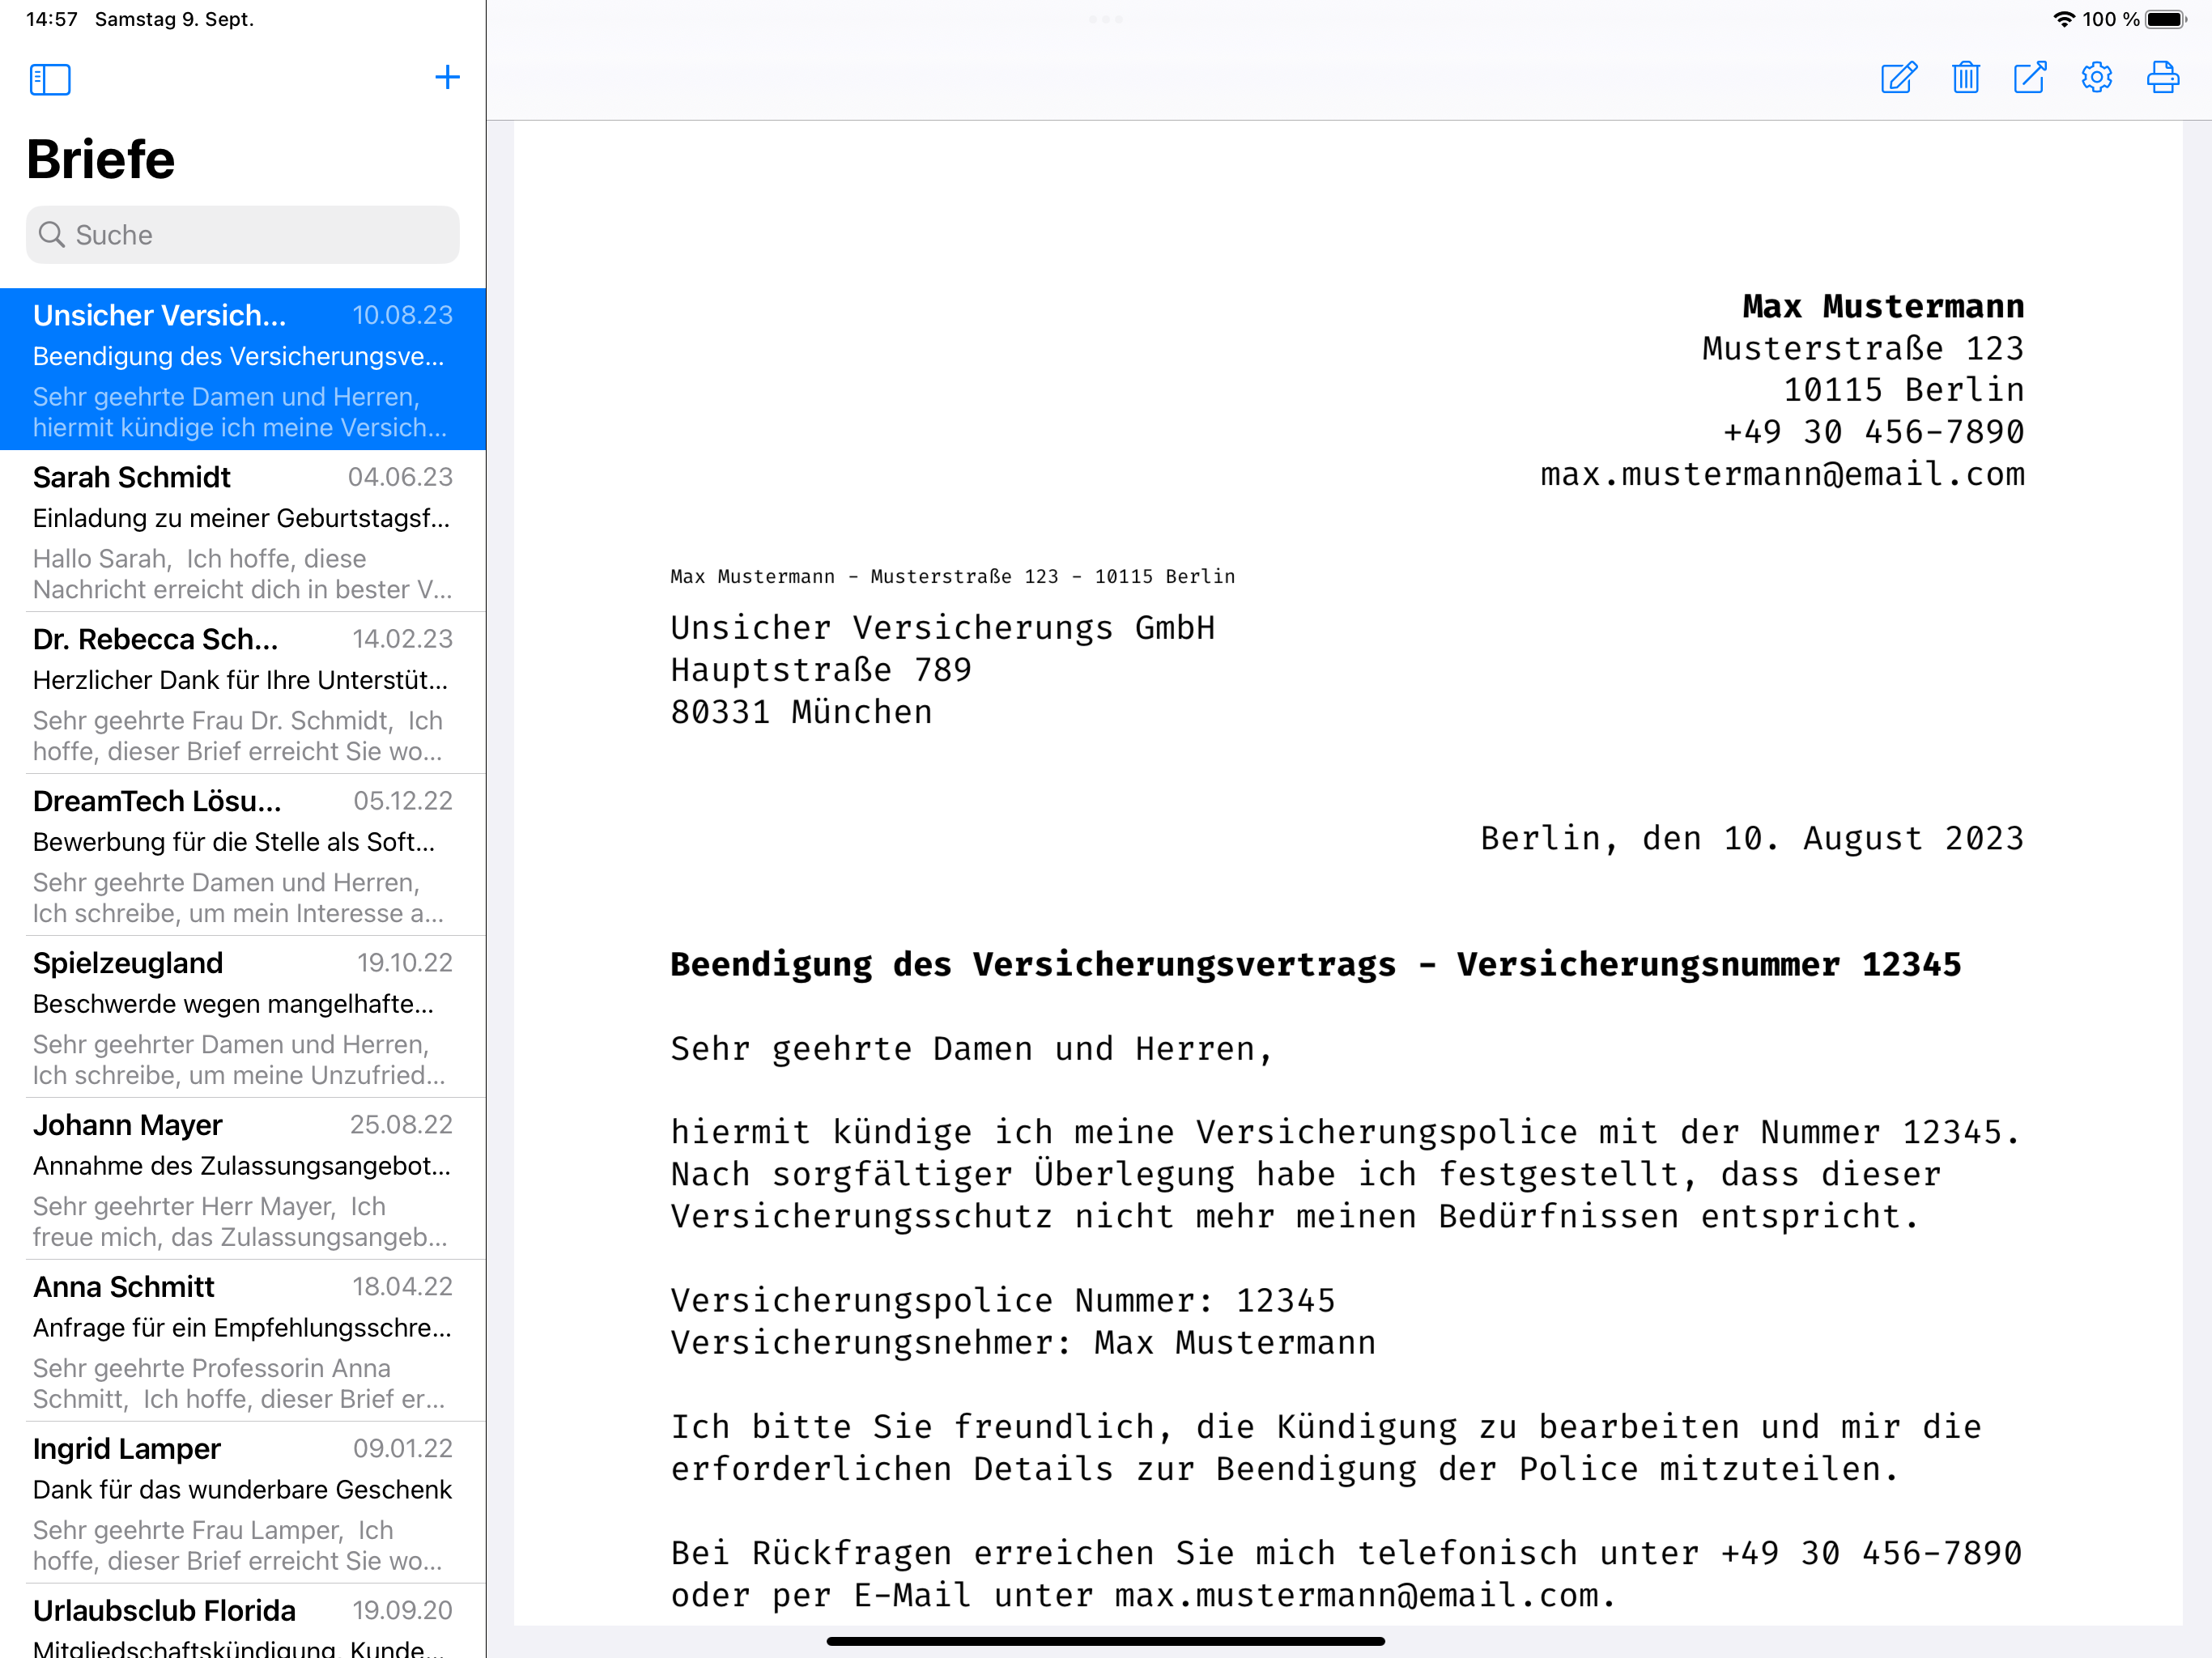 14:57 Samstag 9. Sept.
100 %
Briefe
Suche
Unsicher Versich... 10.08.23
Beendigung des Versicherungsve...
Sehr geehrte Damen und Herren,
hiermit kündige ich meine Versich...
Sarah Schmidt 04.06.23
Einladung zu meiner Geburtstagsf...
Hallo Sarah, Ich hoffe, diese
Nachricht erreicht dich in bester V...
Dr. Rebecca Sch... 14.02.23
Herzlicher Dank für Ihre Unterstüt...
Sehr geehrte Frau Dr. Schmidt, Ich
hoffe, dieser Brief erreicht Sie wo...
DreamTech Lösu... 05.12.22
Bewerbung für die Stelle als Soft...
Sehr geehrte Damen und Herren,
Ich schreibe, um mein Interesse a...
Spielzeugland 19.10.22
Beschwerde wegen mangelhafte...
Sehr geehrter Damen und Herren,
Ich schreibe, um meine Unzufried...
Johann Mayer 25.08.22
Annahme des Zulassungsangebot...
Sehr geehrter Herr Mayer, Ich
freue mich, das Zulassungsangeb...
Anna Schmitt 18.04.22
Anfrage für ein Empfehlungsschre...
Sehr geehrte Professorin Anna
Schmitt, Ich hoffe, dieser Brief er...
Ingrid Lamper 09.01.22
Dank für das wunderbare Geschenk
Sehr geehrte Frau Lamper, Ich
hoffe, dieser Brief erreicht Sie wo...
Urlaubsclub Florida 19.09.20
Mitgliedschaftskündigung, Kunde...
Max Mustermann
Musterstraße 123
10115 Berlin
+49 30 456-7890
max.mustermann@email.com
Max Mustermann - Musterstraße 123 - 10115 Berlin
Unsicher Versicherungs GmbH
Hauptstraße 789
80331 München
Berlin, den 10. August 2023
Beendigung des Versicherungsvertrags - Versicherungsnummer 12345
Sehr geehrte Damen und Herren,
hiermit kündige ich meine Versicherungspolice mit der Nummer 12345.
Nach sorgfältiger Überlegung habe ich festgestellt, dass dieser
Versicherungsschutz nicht mehr meinen Bedürfnissen entspricht.
Versicherungspolice Nummer: 12345
Versicherungsnehmer: Max Mustermann
Ich bitte Sie freundlich, die Kündigung zu bearbeiten und mir die
erforderlichen Details zur Beendigung der Police mitzuteilen.
Bei Rückfragen erreichen Sie mich telefonisch unter +49 30 456-7890
oder per E-Mail unter max.mustermann@email.com.